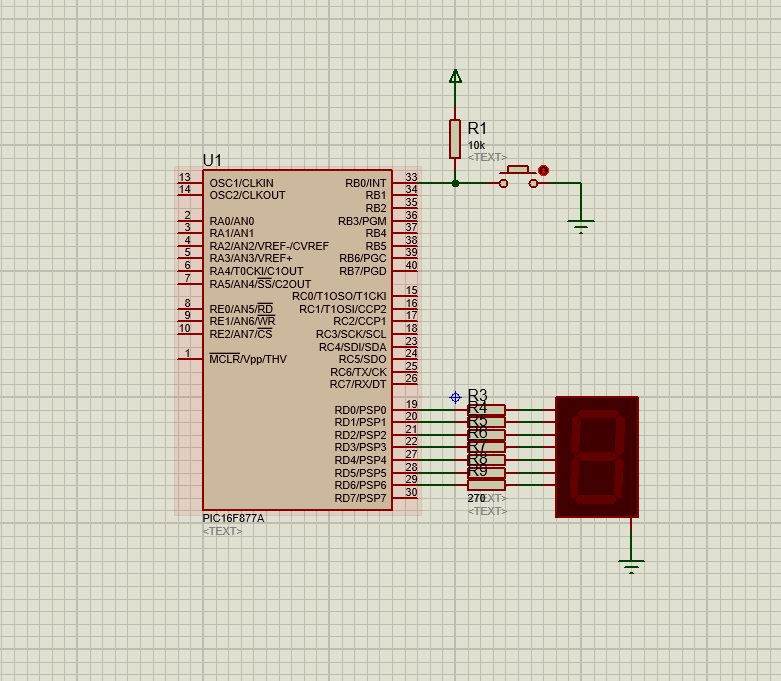 R1
10k
<TEXT>
U1
13 OSC1/CLKIN RB0/INT 33
14 OSC2/CLKOUT RB1 34
RB2 35
2 RA0/AN0 RB3/PGM 36
3 RA1/AN1 RB4 37
4 RA2/AN2/VREF-/CVREF RB5 38
5 RA3/AN3/VREF+ RB6/PGC 39
6 RA4/T0CKI/C1OUT RB7/PGD 40
7 RA5/AN4/SS/C2OUT
RC0/T1OSO/T1CKI 15
8 RE0/AN5/RD RC1/T1OSI/CCP2 16
9 RE1/AN6/WR RC2/CCP1 17
10 RE2/AN7/CS RC3/SCK/SCL 18
RC4/SDI/SDA 23
1 MCLR/Vpp/THV RC5/SDO 24
RC6/TX/CK 25
RC7/RX/DT 26
R3
RD0/PSP0 19 R4
RD1/PSP1 20 R5
RD2/PSP2 21 R6
RD3/PSP3 22 R7
RD4/PSP4 27 R8
RD5/PSP5 28 R9
RD6/PSP6 29
RD7/PSP7 30 270
<TEXT>
PIC16F877A
<TEXT>